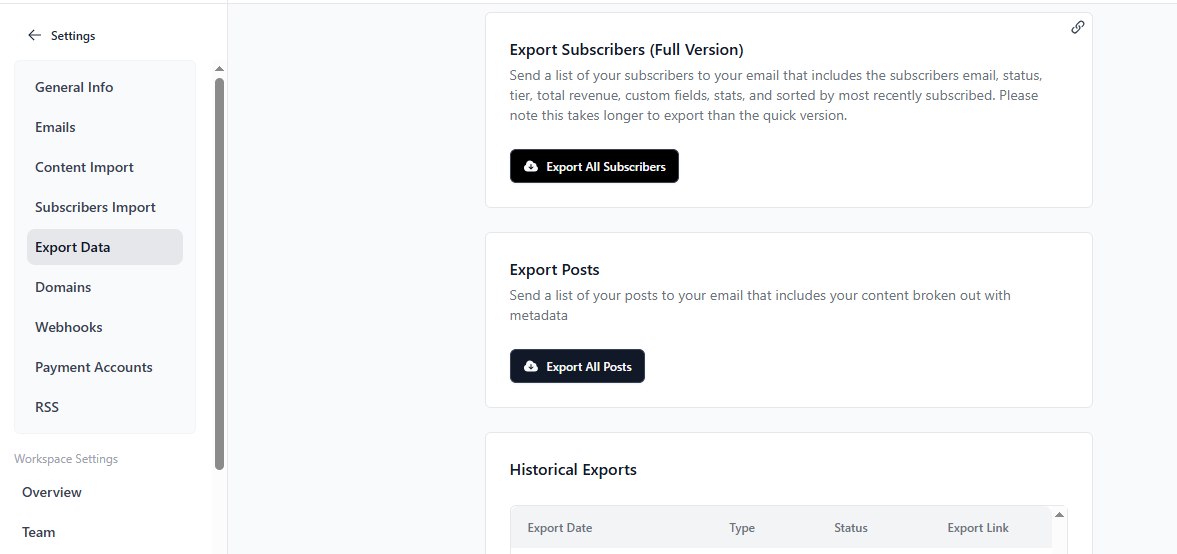 Settings
General Info
Emails
Content Import
Subscribers Import
Export Data
Domains
Webhooks
Payment Accounts
RSS
Workspace Settings
Overview
Team
Export Subscribers (Full Version)
Send a list of your subscribers to your email that includes the subscribers email, status,
tier, total revenue, custom fields, stats, and sorted by most recently subscribed. Please
note this takes longer to export than the quick version.
Export All Subscribers
Export Posts
Send a list of your posts to your email that includes your content broken out with
metadata
Export All Posts
Historical Exports
Export Date Type Status Export Link